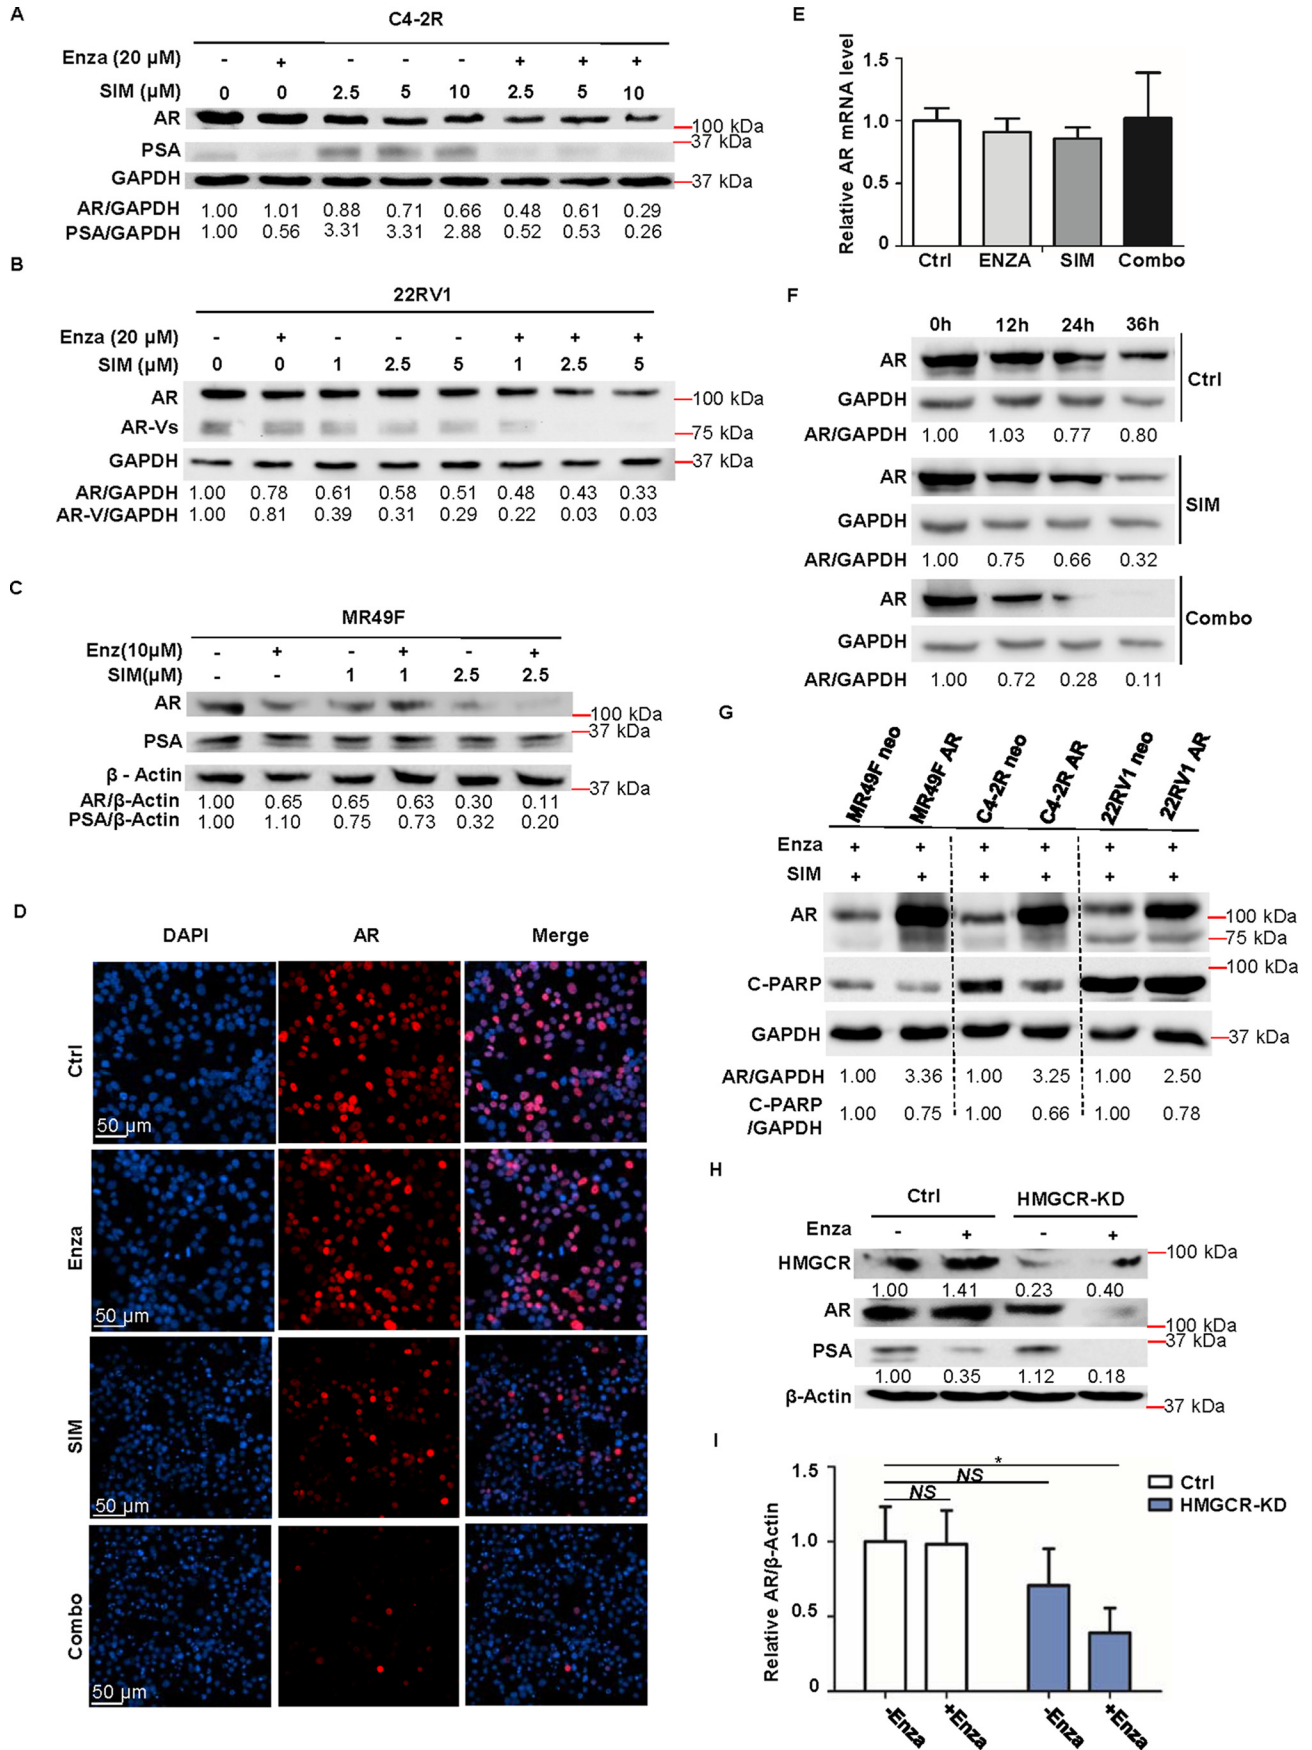 A
C4-2R
Enza (20 µM) - + - - - + + +
SIM (µM) 0 0 2.5 5 10 2.5 5 10
AR
100 kDa
PSA
37 kDa
GAPDH
37 kDa
AR/GAPDH 1.00 1.01 0.88 0.71 0.66 0.48 0.61 0.29
PSA/GAPDH 1.00 0.56 3.31 3.31 2.88 0.52 0.53 0.26
B
22RV1
Enza (20 µM) - + - - - + + +
SIM (µM) 0 0 1 2.5 5 1 2.5 5
AR
100 kDa
AR-Vs
75 kDa
GAPDH
37 kDa
AR/GAPDH 1.00 0.78 0.61 0.58 0.51 0.48 0.43 0.33
AR-V/GAPDH 1.00 0.81 0.39 0.31 0.29 0.22 0.03 0.03
C
MR49F
Enz(10µM) - + - + - +
SIM(µM) - - 1 1 2.5 2.5
AR
100 kDa
PSA
37 kDa
β - Actin
37 kDa
AR/β-Actin 1.00 0.65 0.65 0.63 0.30 0.11
PSA/β-Actin 1.00 1.10 0.75 0.73 0.32 0.20
D
DAPI AR Merge
Ctrl
50 µm
Enza
50 µm
SIM
50 µm
Combo
50 µm
E
Relative AR mRNA level
1.5
1.0
0.5
0
Ctrl ENZA SIM Combo
F
0h 12h 24h 36h
AR
GAPDH
Ctrl
AR/GAPDH 1.00 1.03 0.77 0.80
AR
GAPDH
SIM
AR/GAPDH 1.00 0.75 0.66 0.32
AR
GAPDH
Combo
AR/GAPDH 1.00 0.72 0.28 0.11
G
MR49F neo
MR49F AR
C4-2R neo
C4-2R AR
22RV1 neo
22RV1 AR
Enza + + + + + +
SIM + + + + + +
AR
100 kDa
75 kDa
C-PARP
100 kDa
GAPDH
37 kDa
AR/GAPDH 1.00 3.36 1.00 3.25 1.00 2.50
C-PARP
/GAPDH
1.00 0.75 1.00 0.66 1.00 0.78
H
Ctrl HMGCR-KD
Enza - + - +
HMGCR
100 kDa
1.00 1.41 0.23 0.40
AR
100 kDa
PSA
37 kDa
1.00 0.35 1.12 0.18
β-Actin
37 kDa
I
Relative AR/β-Actin
1.5
1.0
0.5
0
*
NS
NS
Ctrl
HMGCR-KD
-Enza
+Enza
-Enza
+Enza